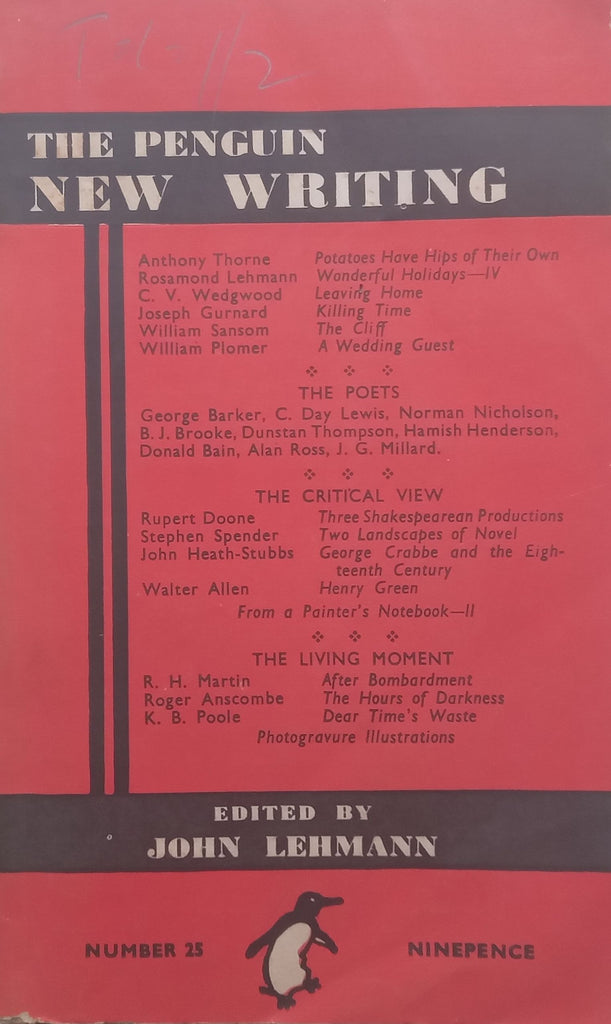 THE PENGUIN
NEW WRITING
Anthony Thorne Potatoes Have Hips of Their Own
Rosamond Lehmann Wonderful Holidays—IV
C. V. Wedgwood Leaving Home
Joseph Gurnard Killing Time
William Sansom The Cliff
William Plomer A Wedding Guest
THE POETS
George Barker, C. Day Lewis, Norman Nicholson,
B. J. Brooke, Dunstan Thompson, Hamish Henderson,
Donald Bain, Alan Ross, J. G. Millard.
THE CRITICAL VIEW
Rupert Doone Three Shakespearean Productions
Stephen Spender Two Landscapes of Novel
John Heath-Stubbs George Crabbe and the Eigh-
teenth Century
Walter Allen Henry Green
From a Painter's Notebook—II
THE LIVING MOMENT
R. H. Martin After Bombardment
Roger Anscombe The Hours of Darkness
K. B. Poole Dear Time's Waste
Photogravure Illustrations
EDITED BY
JOHN LEHMANN
NUMBER 25 NINEPENCE